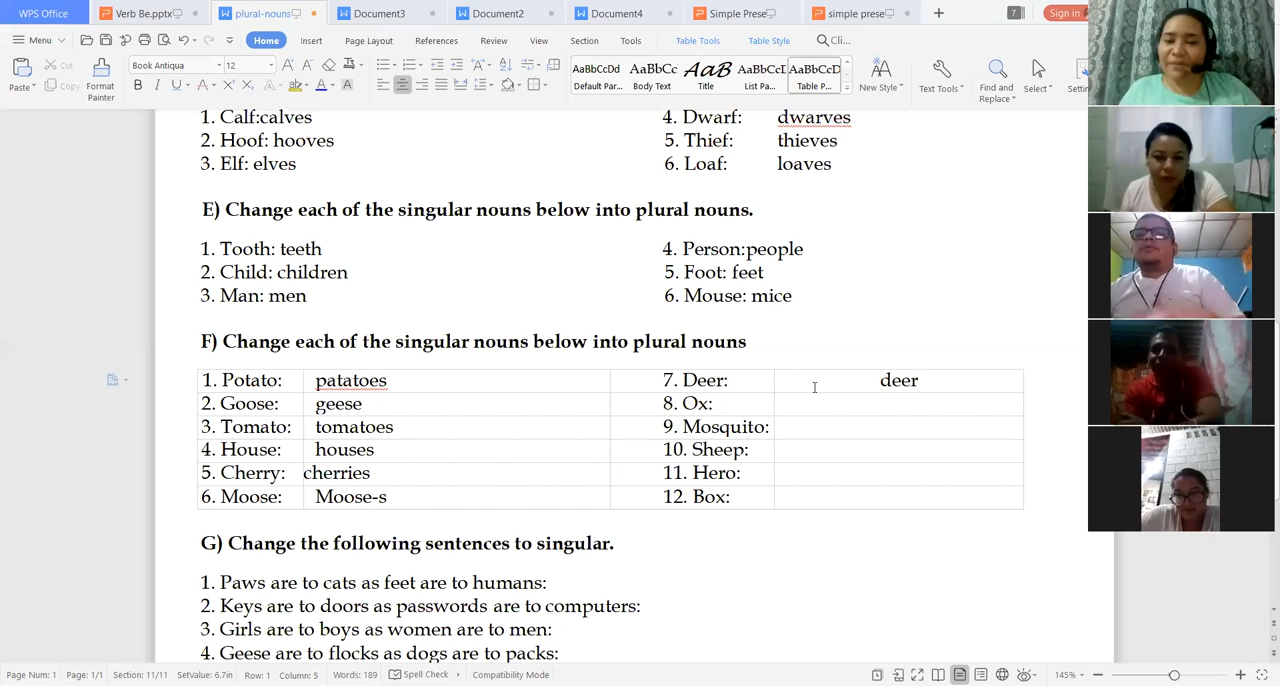 WPS Office
Verb Be.pptx
plural-nouns
Document3
Document2
Document4
Simple Prese
simple prese
7
Sign in
Menu
Home
Insert
Page Layout
References
Review
View
Section
Tools
Table Tools
Table Style
Cli...
Paste
Cut
Copy
Format
Painter
Book Antiqua
12
AaBbCcDd
Default Par...
AaBbCc
Body Text
AaB
Title
AaBbCcD
List Pa...
AaBbCcD
Table P...
New Style
Text Tools
Find and
Replace
Select
1. Calf:calves
4. Dwarf: dwarves
2. Hoof: hooves
5. Thief: thieves
3. Elf: elves
6. Loaf: loaves
E) Change each of the singular nouns below into plural nouns.
1. Tooth: teeth
4. Person:people
2. Child: children
5. Foot: feet
3. Man: men
6. Mouse: mice
F) Change each of the singular nouns below into plural nouns
1. Potato: patatoes
7. Deer: deer
2. Goose: geese
8. Ox:
3. Tomato: tomatoes
9. Mosquito:
4. House: houses
10. Sheep:
5. Cherry: cherries
11. Hero:
6. Moose: Moose-s
12. Box:
G) Change the following sentences to singular.
1. Paws are to cats as feet are to humans:
2. Keys are to doors as passwords are to computers:
3. Girls are to boys as women are to men:
4. Geese are to flocks as dogs are to packs:
Page Num: 1 Page: 1/1 Section: 11/11 SetValue: 6.7in Row: 1 Column: 5 Words: 189 Spell Check Compatibility Mode 145%